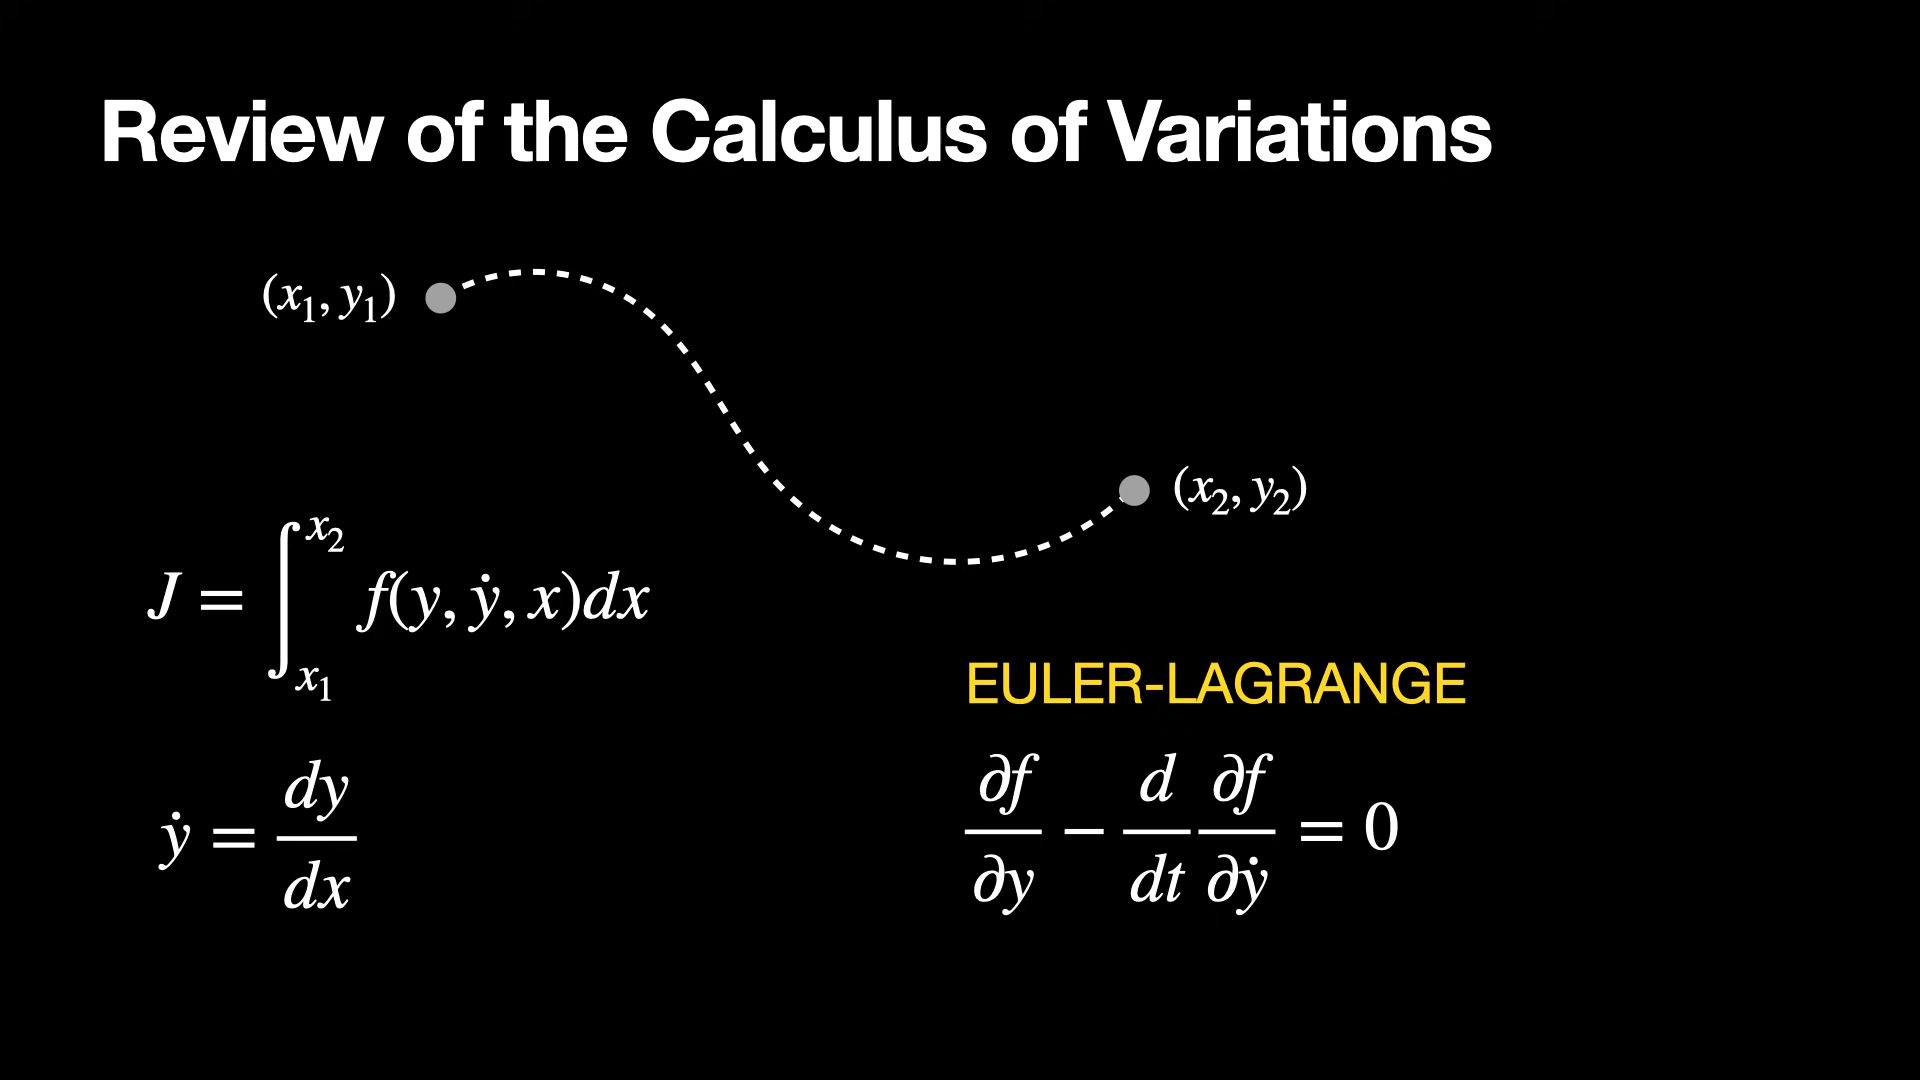 Review of the Calculus of Variations
(x₁, y₁)
(x₂, y₂)
J = ∫_{x₁}^{x₂} f(y, ẏ, x)dx
EULER-LAGRANGE
ẏ = dy/dx
∂f/∂y − d/dt ∂f/∂ẏ = 0